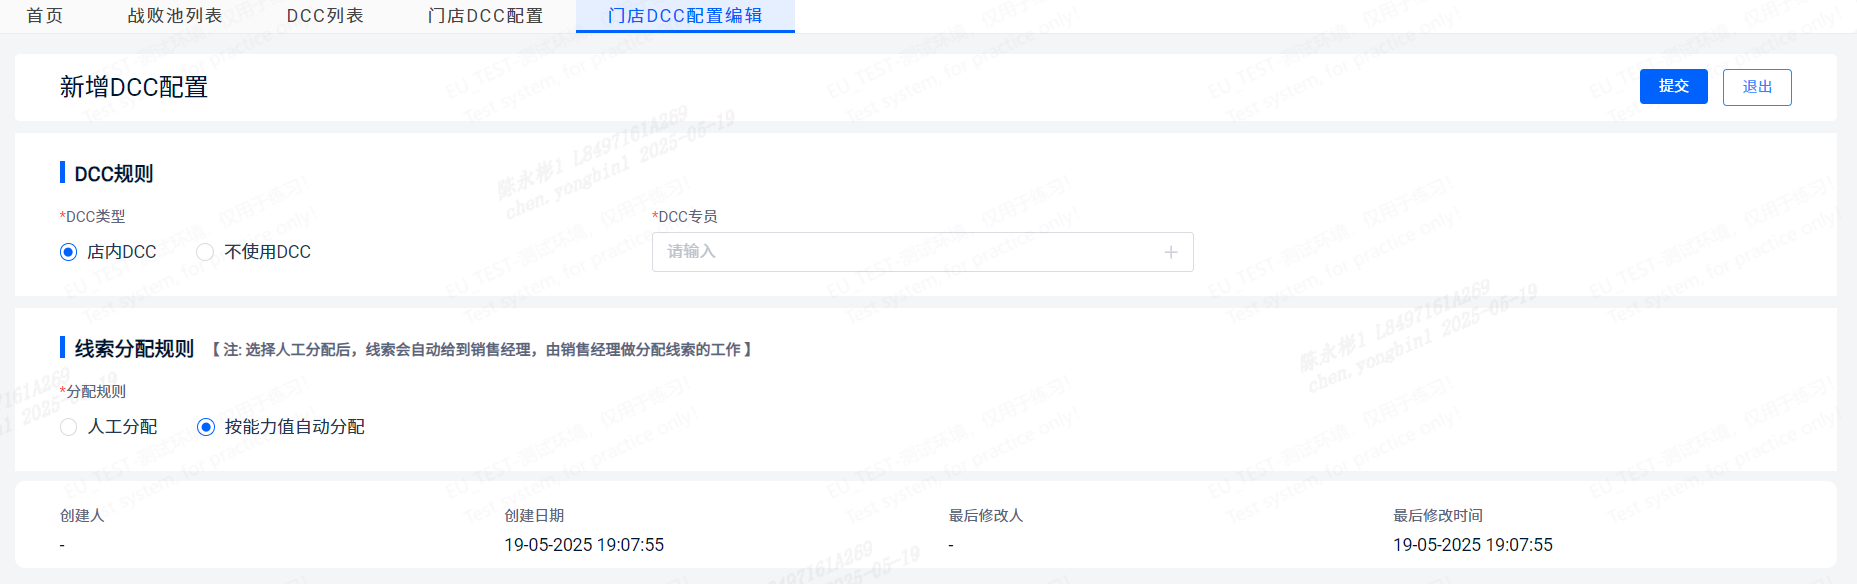 首页 战败池列表 DCC列表 门店DCC配置 门店DCC配置编辑
新增DCC配置 提交 退出
DCC规则
*DCC类型 *DCC专员
店内DCC 不使用DCC 请输入
线索分配规则 【 注: 选择人工分配后，线索会自动给到销售经理，由销售经理做分配线索的工作 】
*分配规则
人工分配 按能力值自动分配
创建人 创建日期 最后修改人 最后修改时间
- 19-05-2025 19:07:55 - 19-05-2025 19:07:55
EU_TEST-测试环境，仅用于练习！
Test system, for practice only!
陈永彬1 L8497161A269
chen.yongbin1 2025-05-19